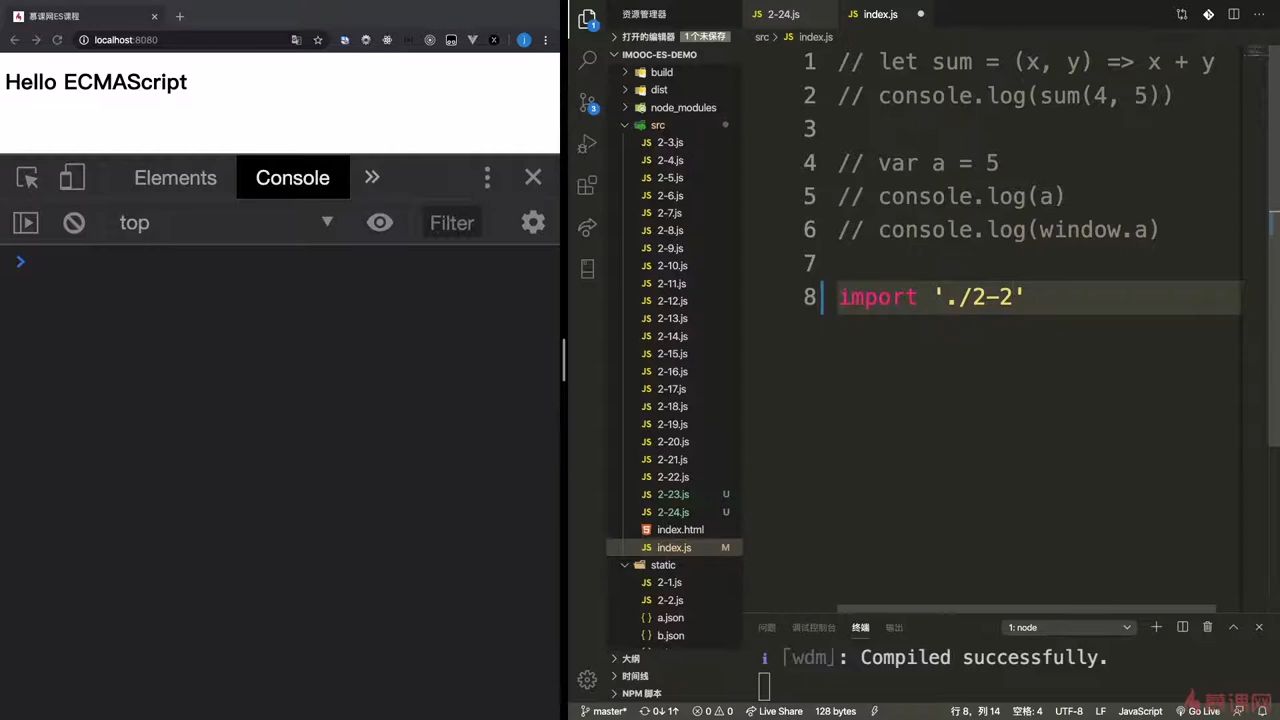 慕课网ES课程
localhost:8080
Hello ECMAScript
Elements
Console
top
Filter
资源管理器
打开的编辑器
1 个未保存
IMOOC-ES-DEMO
build
dist
node_modules
src
2-3.js
2-4.js
2-5.js
2-6.js
2-7.js
2-8.js
2-9.js
2-10.js
2-11.js
2-12.js
2-13.js
2-14.js
2-15.js
2-16.js
2-17.js
2-18.js
2-19.js
2-20.js
2-21.js
2-22.js
2-23.js U
2-24.js U
index.html
index.js M
static
2-1.js
2-2.js
a.json
b.json
大纲
时间线
NPM 脚本
2-24.js
JS index.js
src > JS index.js
1 // let sum = (x, y) => x + y
2 // console.log(sum(4, 5))
3
4 // var a = 5
5 // console.log(a)
6 // console.log(window.a)
7
8 import './2-2'
问题 调试控制台 终端 输出
1: node
i ｢wdm｣: Compiled successfully.
master* 0↓ 1↑ 0 0 Live Share 128 bytes
行 8，列 14 空格: 4 UTF-8 LF JavaScript Go Live
慕课网